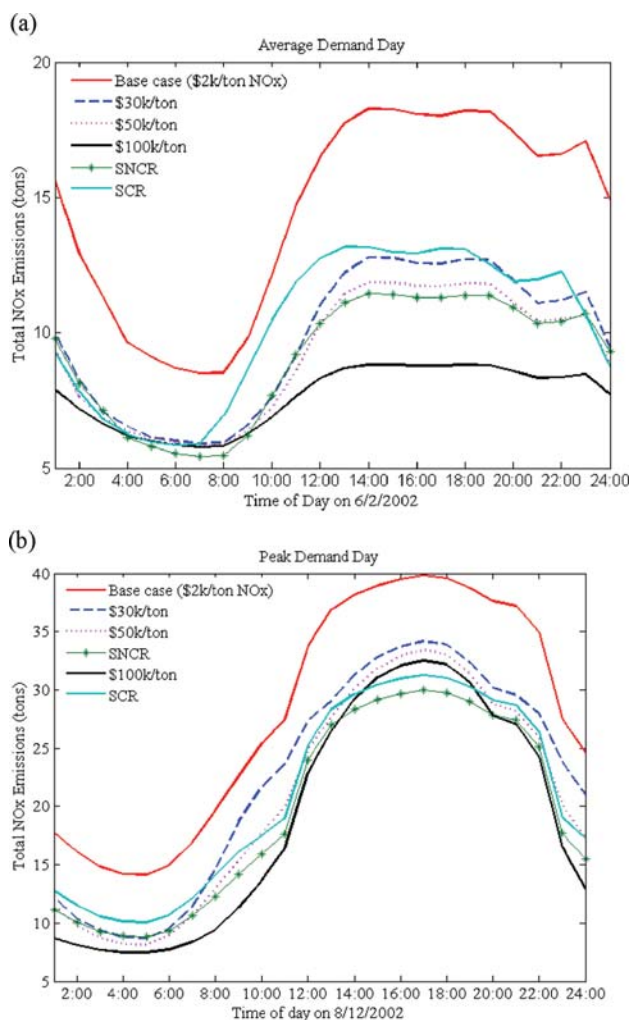 (a)
Average Demand Day
20
15
10
5
Total NOx Emissions (tons)
Base case ($2k/ton NOx)
$30k/ton
$50k/ton
$100k/ton
SNCR
SCR
2:00 4:00 6:00 8:00 10:00 12:00 14:00 16:00 18:00 20:00 22:00 24:00
Time of Day on 6/2/2002
(b)
Peak Demand Day
40
35
30
25
20
15
10
5
Total NOx Emissions (tons)
Base case ($2k/ton NOx)
$30k/ton
$50k/ton
SNCR
$100k/ton
SCR
2:00 4:00 6:00 8:00 10:00 12:00 14:00 16:00 18:00 20:00 22:00 24:00
Time of day on 8/12/2002